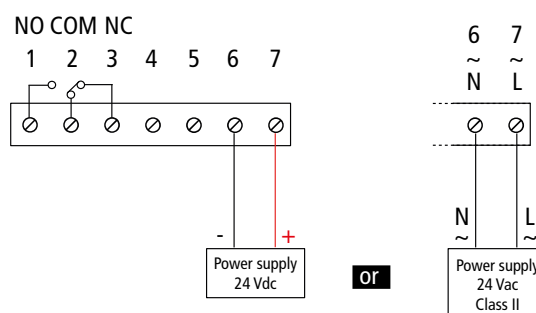 NO COM NC
1 2 3 4 5 6 7
- +
Power supply
24 Vdc
or
6 7
~ ~
N L
N L
~ ~
Power supply
24 Vac
Class II